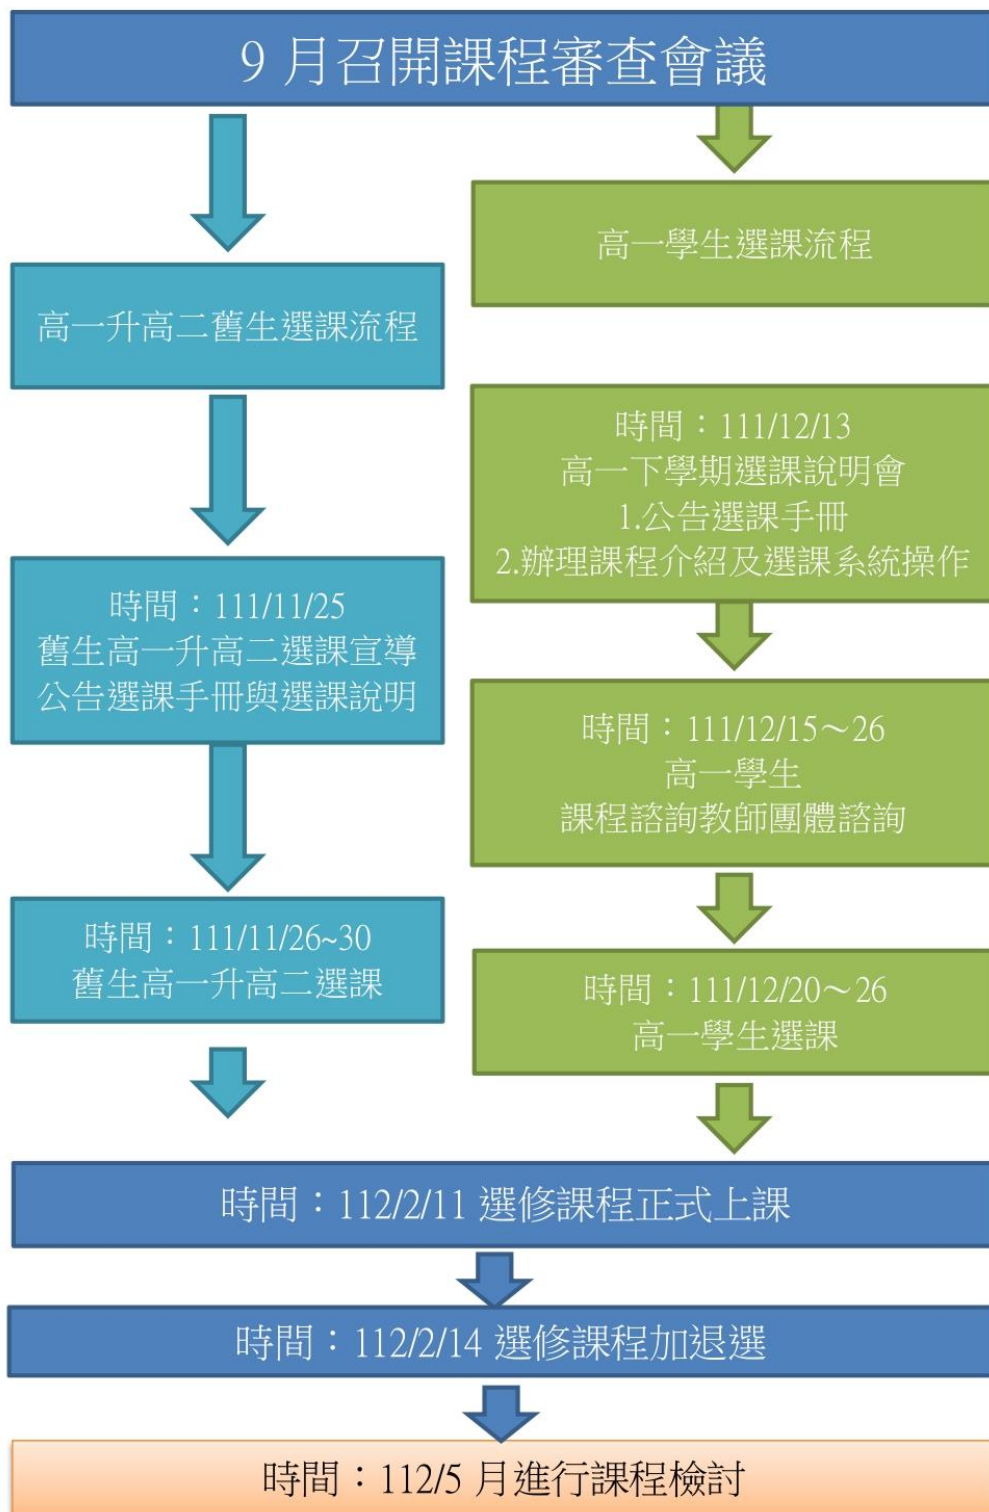 9 月召開課程審查會議
高一升高二舊生選課流程
時間：111/11/25
舊生高一升高二選課宣導
公告選課手冊與選課說明
時間：111/11/26~30
舊生高一升高二選課
高一學生選課流程
時間：111/12/13
高一下學期選課說明會
1.公告選課手冊
2.辦理課程介紹及選課系統操作
時間：111/12/15～26
高一學生
課程諮詢教師團體諮詢
時間：111/12/20～26
高一學生選課
時間：112/2/11 選修課程正式上課
時間：112/2/14 選修課程加退選
時間：112/5 月進行課程檢討